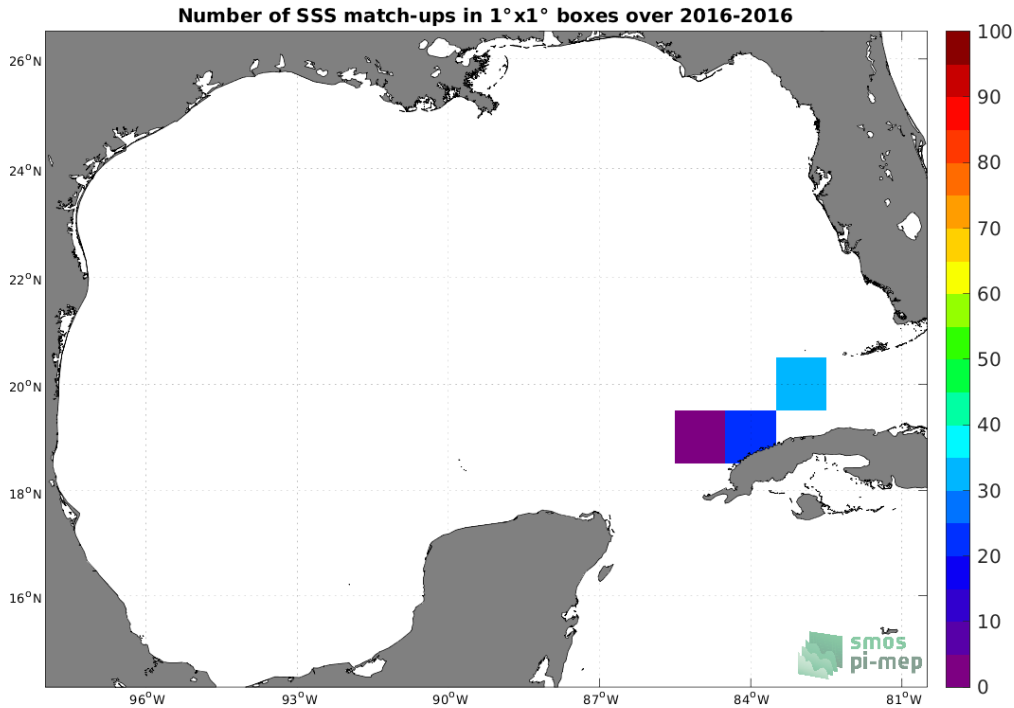 Number of SSS match-ups in 1°x1° boxes over 2016-2016
26°N
24°N
22°N
20°N
18°N
16°N
96°W
93°W
90°W
87°W
84°W
81°W
100
90
80
70
60
50
40
30
20
10
0
smos
pi-mep